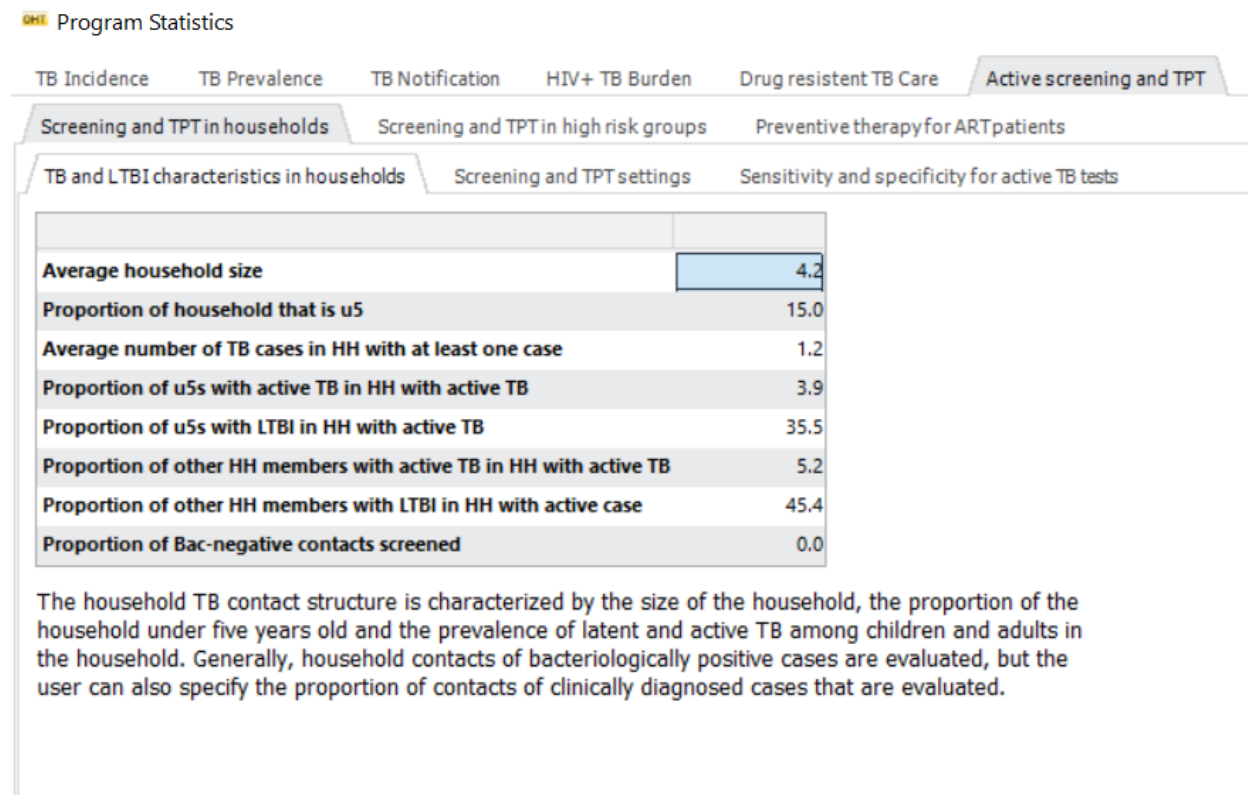 OHT Program Statistics
TB Incidence TB Prevalence TB Notification HIV+ TB Burden Drug resistent TB Care Active screening and TPT
Screening and TPT in households Screening and TPT in high risk groups Preventive therapy for ART patients
TB and LTBI characteristics in households Screening and TPT settings Sensitivity and specificity for active TB tests
Average household size 4.2
Proportion of household that is u5 15.0
Average number of TB cases in HH with at least one case 1.2
Proportion of u5s with active TB in HH with active TB 3.9
Proportion of u5s with LTBI in HH with active TB 35.5
Proportion of other HH members with active TB in HH with active TB 5.2
Proportion of other HH members with LTBI in HH with active case 45.4
Proportion of Bac-negative contacts screened 0.0
The household TB contact structure is characterized by the size of the household, the proportion of the
household under five years old and the prevalence of latent and active TB among children and adults in
the household. Generally, household contacts of bacteriologically positive cases are evaluated, but the
user can also specify the proportion of contacts of clinically diagnosed cases that are evaluated.